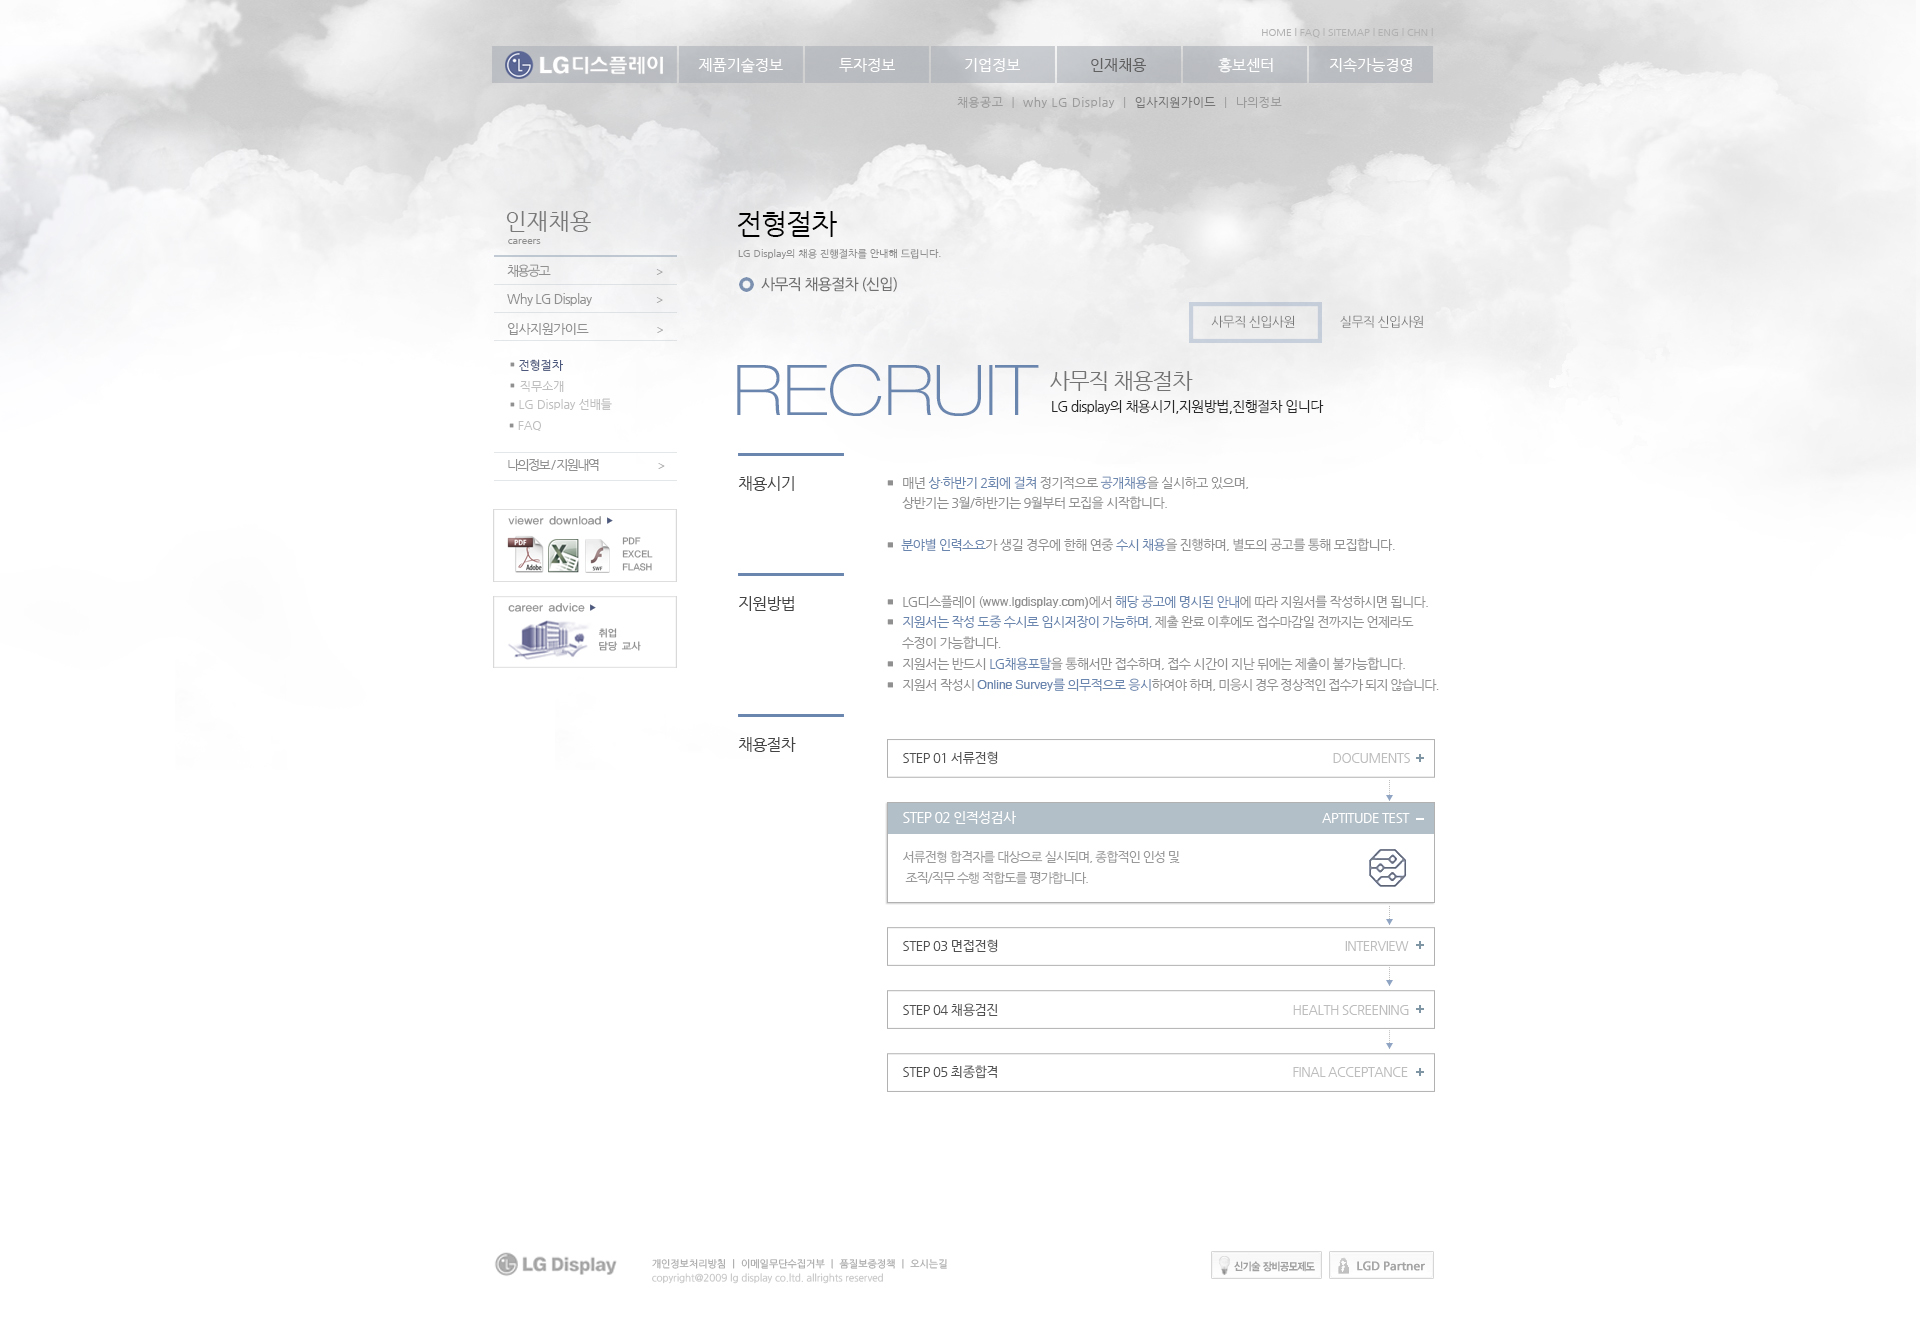 HOME | FAQ | SITEMAP | ENG | CHN |
LG디스플레이 제품기술정보 투자정보 기업정보 인재채용 홍보센터 지속가능경영
채용공고 | why LG Display | 입사지원가이드 | 나의정보
인재채용
careers
채용공고 >
Why LG Display >
입사지원가이드 >
전형절차
직무소개
LG Display 선배들
FAQ
나의정보/지원내역 >
viewer download
PDF
Adobe
SWF
PDF
EXCEL
FLASH
career advice
취업
담당 교사
전형절차
LG Display의 채용 진행절차를 안내해 드립니다.
사무직 채용절차 (신입)
사무직 신입사원 실무직 신입사원
RECRUIT
사무직 채용절차
LG display의 채용시기,지원방법,진행절차 입니다
채용시기
매년 상·하반기 2회에 걸쳐 정기적으로 공개채용을 실시하고 있으며,
상반기는 3월/하반기는 9월부터 모집을 시작합니다.
분야별 인력소요가 생길 경우에 한해 연중 수시 채용을 진행하며, 별도의 공고를 통해 모집합니다.
지원방법
LG디스플레이 (www.lgdisplay.com)에서 해당 공고에 명시된 안내에 따라 지원서를 작성하시면 됩니다.
지원서는 작성 도중 수시로 임시저장이 가능하며, 제출 완료 이후에도 접수마감일 전까지는 언제라도
수정이 가능합니다.
지원서는 반드시 LG채용포탈을 통해서만 접수하며, 접수 시간이 지난 뒤에는 제출이 불가능합니다.
지원서 작성시 Online Survey를 의무적으로 응시하여야 하며, 미응시 경우 정상적인 접수가 되지 않습니다.
채용절차
STEP 01 서류전형 DOCUMENTS +
STEP 02 인적성검사 APTITUDE TEST −
서류전형 합격자를 대상으로 실시되며, 종합적인 인성 및
조직/직무 수행 적합도를 평가합니다.
STEP 03 면접전형 INTERVIEW +
STEP 04 채용검진 HEALTH SCREENING +
STEP 05 최종합격 FINAL ACCEPTANCE +
LG Display
개인정보처리방침 | 이메일무단수집거부 | 품질보증정책 | 오시는길
copyright@2009 lg display co.ltd. allrights reserved
신기술 장비공모제도
LGD Partner